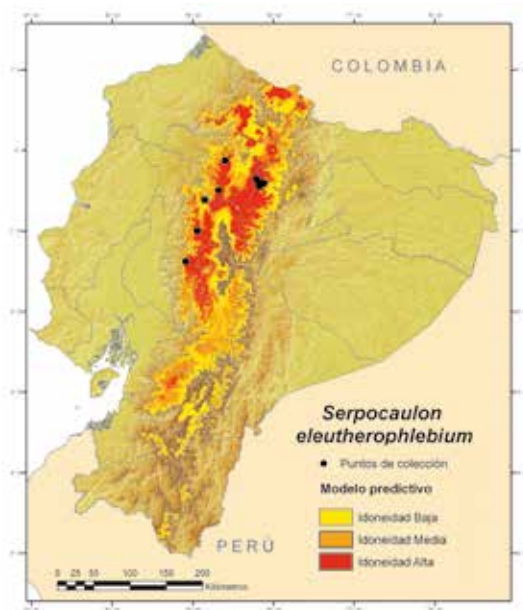 COLOMBIA
Serpocaulon
eleutherophlebium
Puntos de colección
Modelo predictivo
Idoneidad Baja
Idoneidad Media
Idoneidad Alta
PERÚ
0 25 50 100 150 200
Kilometros